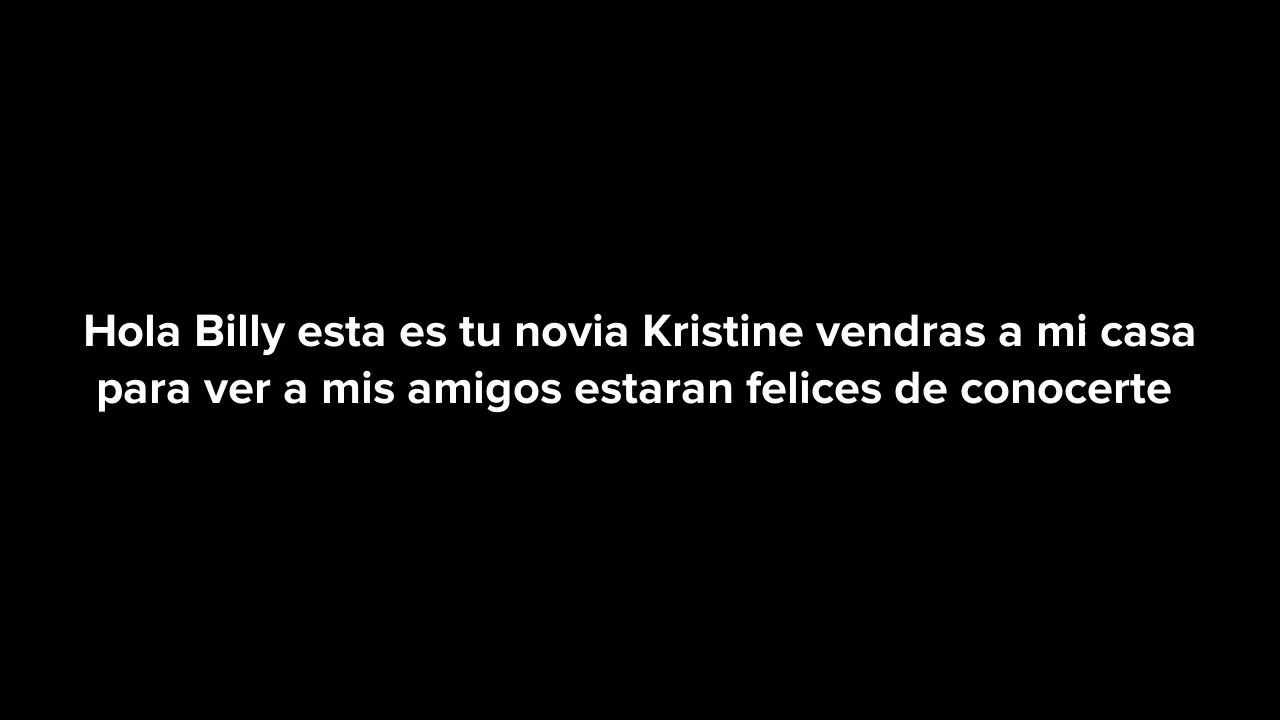 Hola Billy esta es tu novia Kristine vendras a mi casa
para ver a mis amigos estaran felices de conocerte